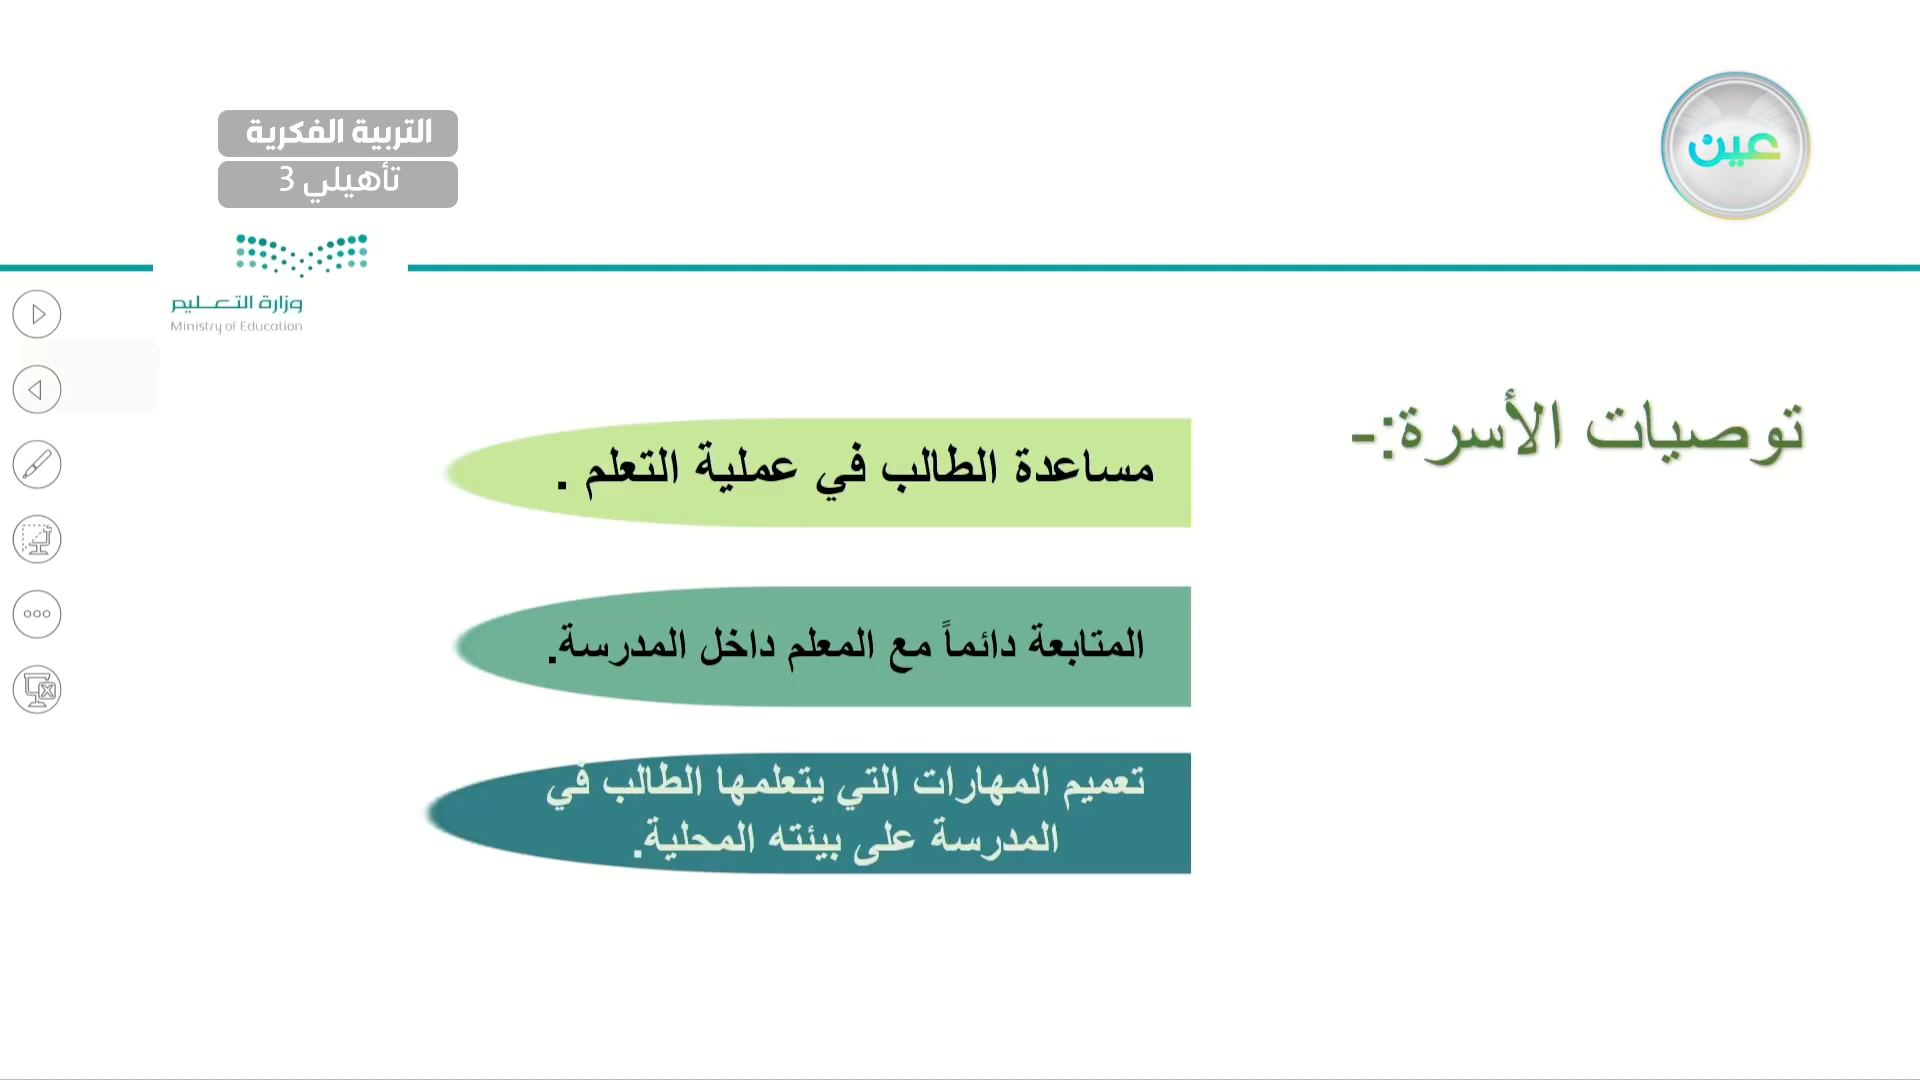 عين
التربية الفكرية
تأهيلي 3
وزارة التعليم
Ministry of Education
توصيات الأسرة:-
مساعدة الطالب في عملية التعلم .
المتابعة دائماً مع المعلم داخل المدرسة.
تعميم المهارات التي يتعلمها الطالب في
المدرسة على بيئته المحلية.